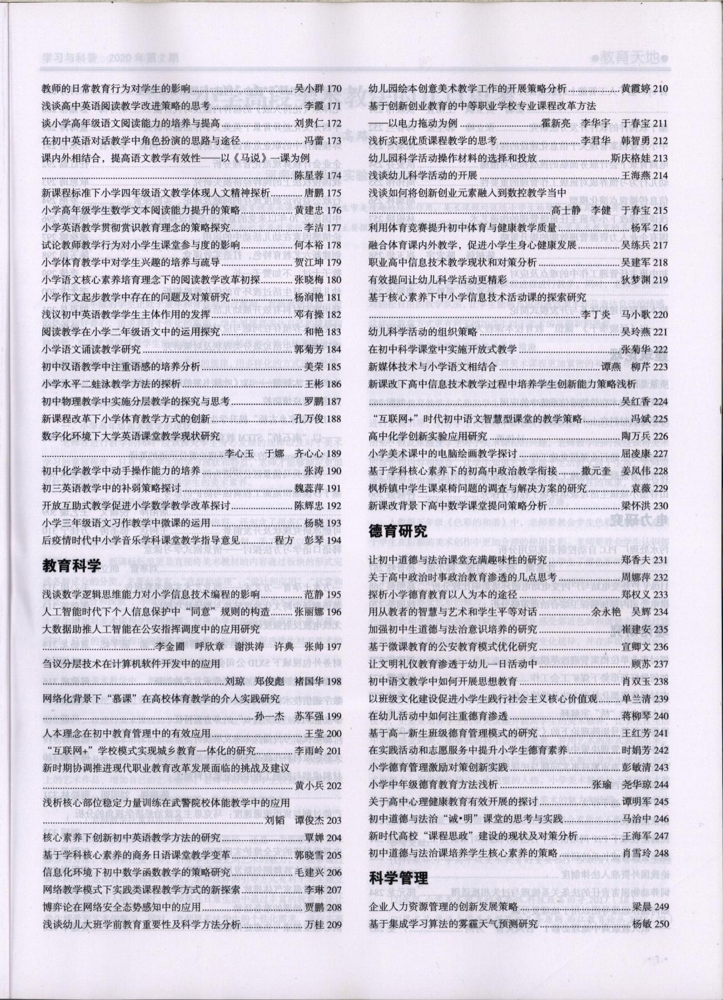 教师的日常教育行为对学生的影响……………………吴小群 170
浅谈高中英语阅读教学改进策略的思考…………………李霞 171
谈小学高年级语文阅读能力的培养与提高……………刘贵仁 172
在初中英语对话教学中角色扮演的思路与途径…………冯蕾 173
课内外相结合，提高语文教学有效性——以《马说》一课为例
……………………………………………………………陈星蓉 174
新课程标准下小学四年级语文教学体现人文精神探析……唐鹏 175
小学高年级学生数学文本阅读能力提升的策略………黄建忠 176
小学英语教学贯彻赏识教育理念的策略探究……………李洁 177
试论教师教学行为对小学生课堂参与度的影响………何本裕 178
小学体育教学中对学生兴趣的培养与疏导……………贺江坤 179
小学语文核心素养培育理念下的阅读教学改革初探……张晓梅 180
小学作文起步教学中存在的问题及对策研究…………杨润艳 181
浅议初中英语教学学生主体作用的发挥………………邓有操 182
阅读教学在小学二年级语文中的运用探究………………和艳 183
小学语文诵读教学研究…………………………………郭菊芳 184
初中汉语教学中注重语感的培养分析……………………美荣 185
小学水平二蛙泳教学方法的探析…………………………王彬 186
初中物理教学中实施分层教学的探究与思考……………罗鹏 187
新课程改革下小学体育教学方式的创新………………孔万俊 188
数字化环境下大学英语课堂教学现状研究
……………………………………李心玉　于娜　齐心心 189
初中化学教学中动手操作能力的培养……………………张涛 190
初三英语教学中的补弱策略探讨………………………魏蕊萍 191
开放互助式教学促进小学数学教学改革探讨…………陈辉忠 192
小学三年级语文习作教学中微课的运用…………………杨晓 193
后疫情时代中小学音乐学科课堂教学指导意见……程方　彭琴 194
教育科学
浅谈数学逻辑思维能力对小学信息技术编程的影响………范静 195
人工智能时代下个人信息保护中“同意”规则的构造………张丽娜 196
大数据助推人工智能在公安指挥调度中的应用研究
……………………李金圃　呼欣章　谢洪涛　许典　张帅 197
刍议分层技术在计算机软件开发中的应用
……………………………………刘琼　郑俊彪　褚国华 198
网络化背景下“慕课”在高校体育教学的介入实践研究
……………………………………………孙一杰　苏军强 199
人本理念在初中教育管理中的有效应用…………………王莹 200
“互联网+”学校模式实现城乡教育一体化的研究………李雨岭 201
新时期协调推进现代职业教育改革发展面临的挑战及建议
……………………………………………………………黄小兵 202
浅析核心部位稳定力量训练在武警院校体能教学中的应用
………………………………………………刘韬　谭俊杰 203
核心素养下创新初中英语教学方法的研究………………覃婵 204
基于学科核心素养的商务日语课堂教学变革…………郭晓雪 205
信息化环境下初中数学函数教学的策略研究…………毛建兴 206
网络教学模式下实践类课程教学方式的新探索…………李琳 207
博弈论在网络安全态势感知中的应用……………………贾鹏 208
浅谈幼儿大班学前教育重要性及科学方法分析…………万桂 209
幼儿园绘本创意美术教学工作的开展策略分析………黄霞婷 210
基于创新创业教育的中等职业学校专业课程改革方法
——以电力拖动为例………………霍新亮　李华宇　于春宝 211
浅析实现优质课程教学的思考………………李君华　韩智勇 212
幼儿园科学活动操作材料的选择和投放……………斯庆格娃 213
浅谈幼儿科学活动的开展………………………………王海燕 214
浅谈如何将创新创业元素融入到数控教学当中
……………………………………高士静　李健　于春宝 215
利用体育竞赛提升初中体育与健康教学质量……………杨军 216
融合体育课内外教学，促进小学生身心健康发展………吴练兵 217
职业高中信息技术教学现状和对策分析………………吴建军 218
有效提问让幼儿科学活动更精彩………………………狄梦渊 219
基于核心素养下中小学信息技术活动课的探索研究
……………………………………………李丁炎　马小歌 220
幼儿科学活动的组织策略………………………………吴玲燕 221
在初中科学课堂中实施开放式教学……………………张菊华 222
新媒体技术与小学语文相结合…………………谭燕　柳芹 223
新课改下高中信息技术教学过程中培养学生创新能力策略浅析
……………………………………………………………吴红香 224
“互联网+”时代初中语文智慧型课堂的教学策略…………冯斌 225
高中化学创新实验应用研究……………………………陶万兵 226
小学美术课中的电脑绘画教学探讨……………………屈凌康 227
基于学科核心素养下的初高中政治教学衔接……撒元奎　姜凤伟 228
枫桥镇中学生课桌椅问题的调查与解决方案的研究………袁薇 229
新课改背景下高中数学课堂提问策略分析……………梁怀洪 230
德育研究
让初中道德与法治课堂充满趣味性的研究……………郑香夫 231
关于高中政治时事政治教育渗透的几点思考…………周娜萍 232
探析小学德育教育以人为本的途径……………………郑权义 233
用从教者的智慧与艺术和学生平等对话…………余永艳　吴辉 234
加强初中生道德与法治意识培养的研究………………崔建安 235
基于微课教育的公安教育模式优化研究………………宣卿文 236
让文明礼仪教育渗透于幼儿一日活动中…………………顾苏 237
初中语文教学中如何开展思想教育……………………肖双玉 238
以班级文化建设促进小学生践行社会主义核心价值观……单兰清 239
在幼儿活动中如何注重德育渗透………………………蒋柳琴 240
基于高一新生班级德育管理模式的研究………………王红芳 241
在实践活动和志愿服务中提升小学生德育素养………时娟芳 242
小学德育管理激励对策创新实践………………………彭敏清 243
小学中年级德育教育方法浅析………………张瑜　尧华琼 244
关于高中心理健康教育有效开展的探讨………………谭明军 245
初中道德与法治“诚•明”课堂的思考与实践……………马治中 246
新时代高校“课程思政”建设的现状及对策分析…………王海军 247
初中道德与法治课培养学生核心素养的策略…………肖雪玲 248
科学管理
企业人力资源管理的创新发展策略………………………梁晨 249
基于集成学习算法的雾霾天气预测研究…………………杨敏 250